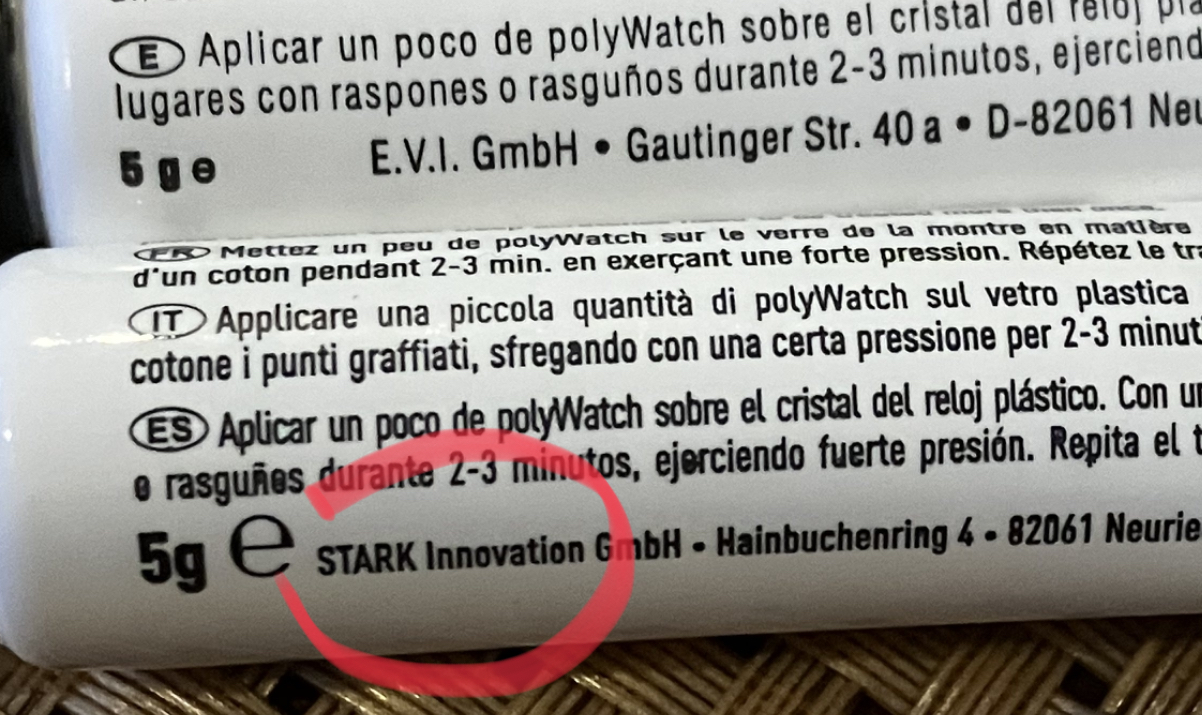 E Aplicar un poco de polyWatch sobre el cristal del reloj
lugares con raspones o rasguños durante 2-3 minutos, ejerciend
5 g e E.V.I. GmbH • Gautinger Str. 40 a • D-82061 Neu
FR Mettez un peu de polyWatch sur le verre de la montre en matière
d'un coton pendant 2-3 min. en exerçant une forte pression. Répétez le
IT Applicare una piccola quantità di polyWatch sul vetro plastica
cotone i punti graffiati, sfregando con una certa pressione per 2-3 minut
ES Aplicar un poco de polyWatch sobre el cristal del reloj plástico. Con
e rasguñes durante 2-3 minutos, ejerciendo fuerte presión. Repita el
5g e STARK Innovation GmbH • Hainbuchenring 4 • 82061 Neurie